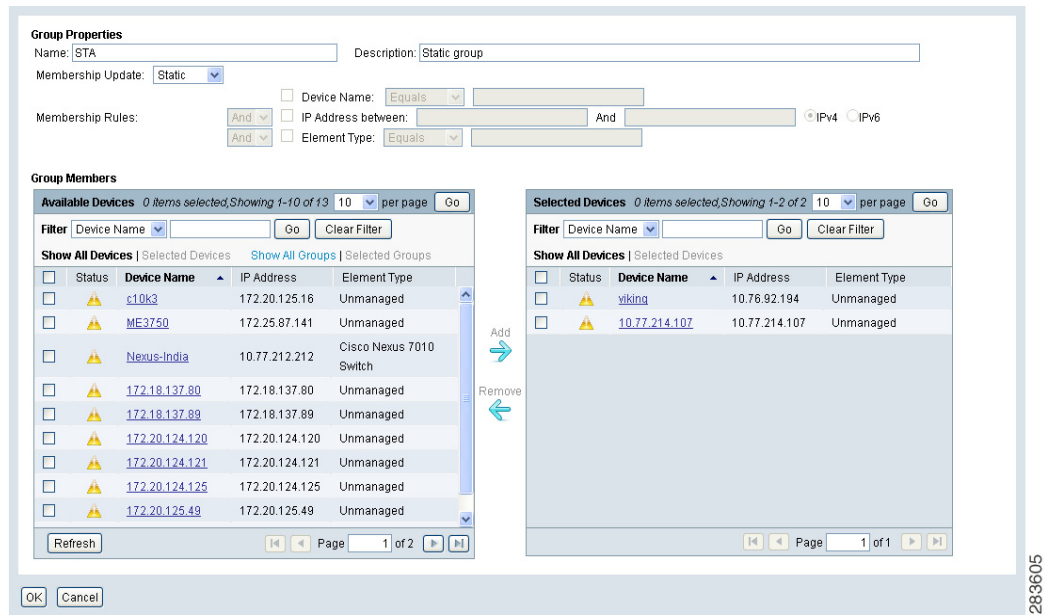 Group Properties
Name: STA Description: Static group
Membership Update: Static
Device Name: Equals
Membership Rules: And IP Address between: And IPv4 IPv6
And Element Type: Equals
Group Members
Available Devices 0 items selected,Showing 1-10 of 13 10 per page Go
Filter Device Name Go Clear Filter
Show All Devices | Selected Devices Show All Groups | Selected Groups
Status Device Name IP Address Element Type
c10k3 172.20.125.16 Unmanaged
ME3750 172.25.87.141 Unmanaged
Nexus-India 10.77.212.212 Cisco Nexus 7010
Switch
172.18.137.80 172.18.137.80 Unmanaged
172.18.137.89 172.18.137.89 Unmanaged
172.20.124.120 172.20.124.120 Unmanaged
172.20.124.121 172.20.124.121 Unmanaged
172.20.124.125 172.20.124.125 Unmanaged
172.20.125.49 172.20.125.49 Unmanaged
Refresh Page 1 of 2
Add
Remove
Selected Devices 0 items selected,Showing 1-2 of 2 10 per page Go
Filter Device Name Go Clear Filter
Show All Devices | Selected Devices
Status Device Name IP Address Element Type
viking 10.76.92.194 Unmanaged
10.77.214.107 10.77.214.107 Unmanaged
Page 1 of 1
OK Cancel
283605